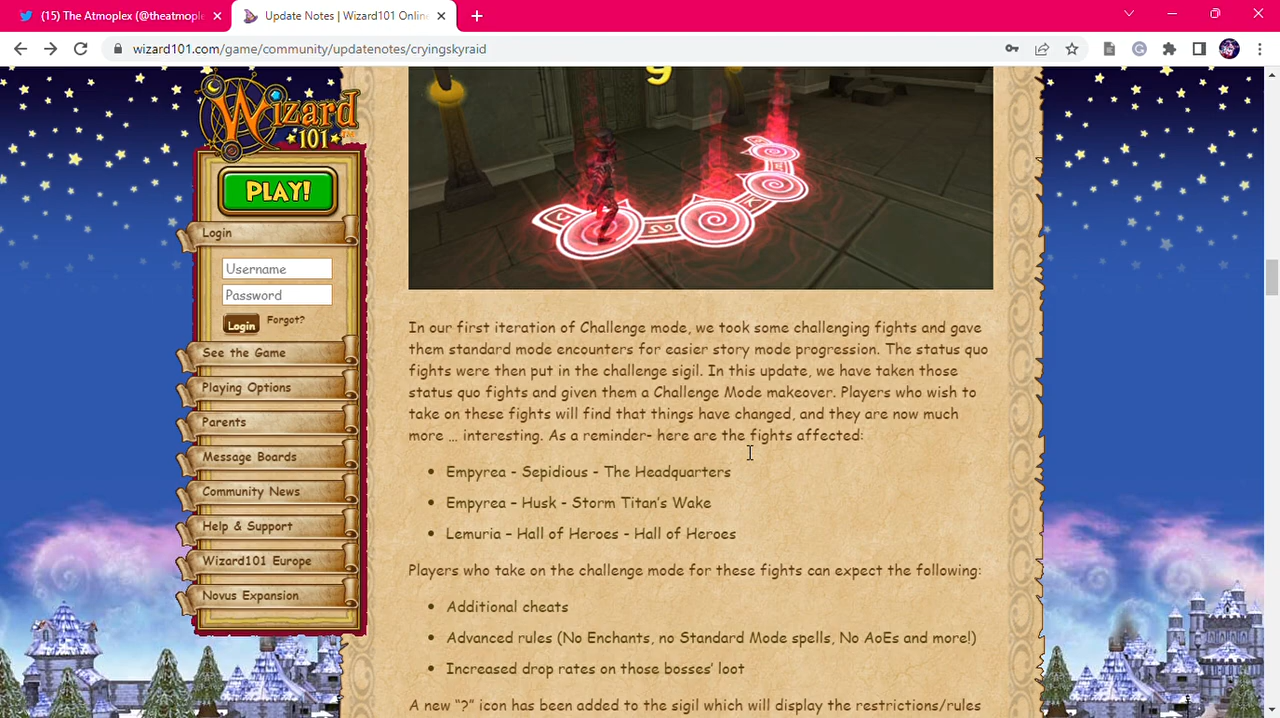 (15) The Atmoplex (@theatmople
Update Notes | Wizard101 Online
wizard101.com/game/community/updatenotes/cryingskyraid
Wizard
101
PLAY!
Login
Username
Password
Login Forgot?
See the Game
Playing Options
Parents
Message Boards
Community News
Help & Support
Wizard101 Europe
Novus Expansion
9
In our first iteration of Challenge mode, we took some challenging fights and gave
them standard mode encounters for easier story mode progression. The status quo
fights were then put in the challenge sigil. In this update, we have taken those
status quo fights and given them a Challenge Mode makeover. Players who wish to
take on these fights will find that things have changed, and they are now much
more … interesting. As a reminder- here are the fights affected:
• Empyrea - Sepidious - The Headquarters
• Empyrea – Husk - Storm Titan's Wake
• Lemuria – Hall of Heroes - Hall of Heroes
Players who take on the challenge mode for these fights can expect the following:
• Additional cheats
• Advanced rules (No Enchants, no Standard Mode spells, No AoEs and more!)
• Increased drop rates on those bosses' loot
A new "?" icon has been added to the sigil which will display the restrictions/rules